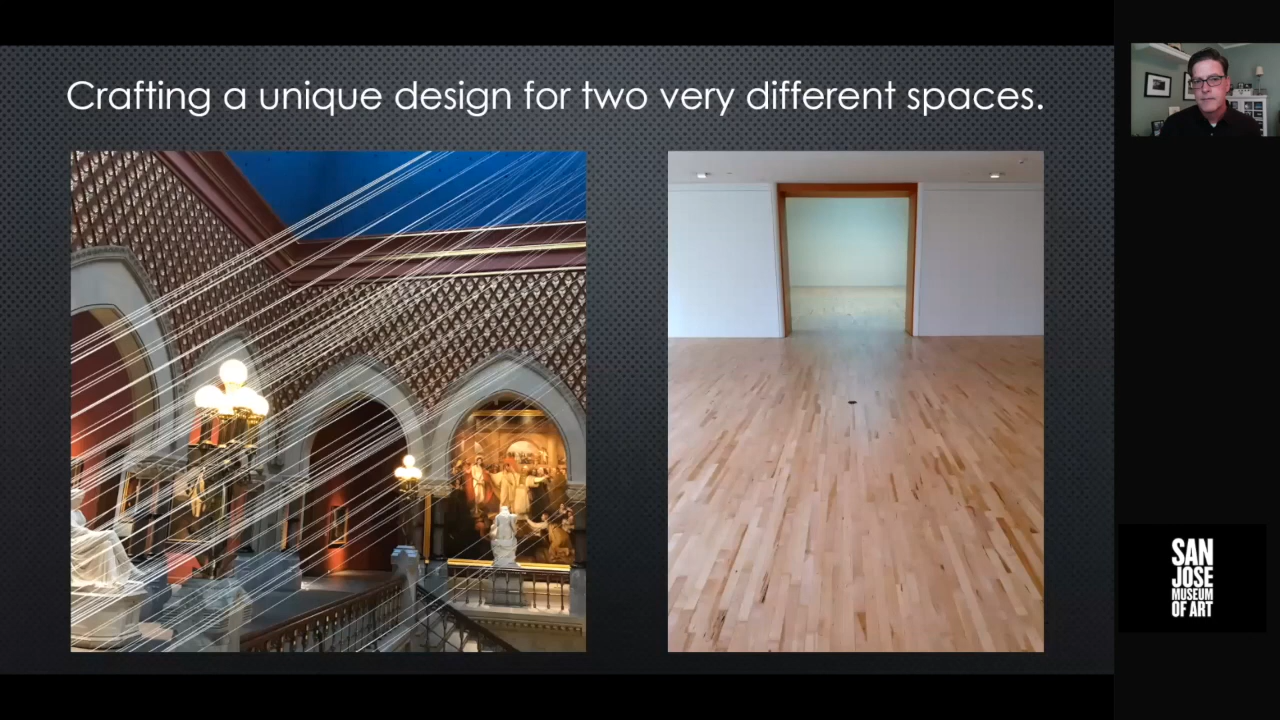 Crafting a unique design for two very different spaces.
SAN
JOSE
MUSEUM
OF ART